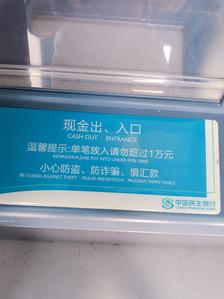 现金出、入口
CASH OUT ENTRANCE
温馨提示:单笔放入请勿超过1万元
REMINDER:PLEASE PUT INTO UNDER RMB 10000
小心防盗、防诈骗、慎汇款
BE GUARD AGAINST THEFT FRAUD PREVENTION PRUDENT REMITTANCE
中国民生银行
CHINA MINSHENG BANK